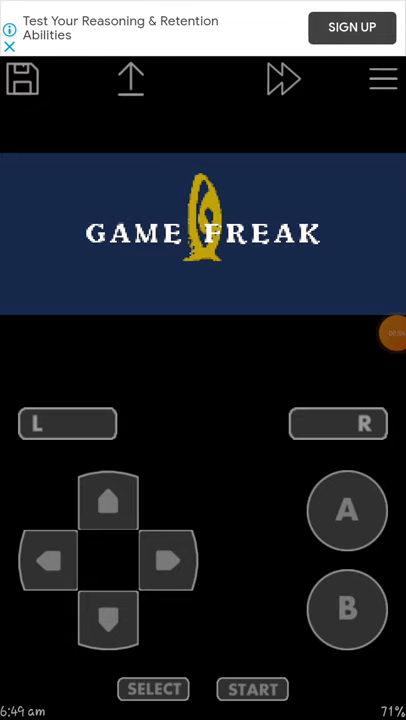 Test Your Reasoning & Retention
Abilities
SIGN UP
GAME FREAK
L
R
A
B
SELECT
START
6:49 am
71%